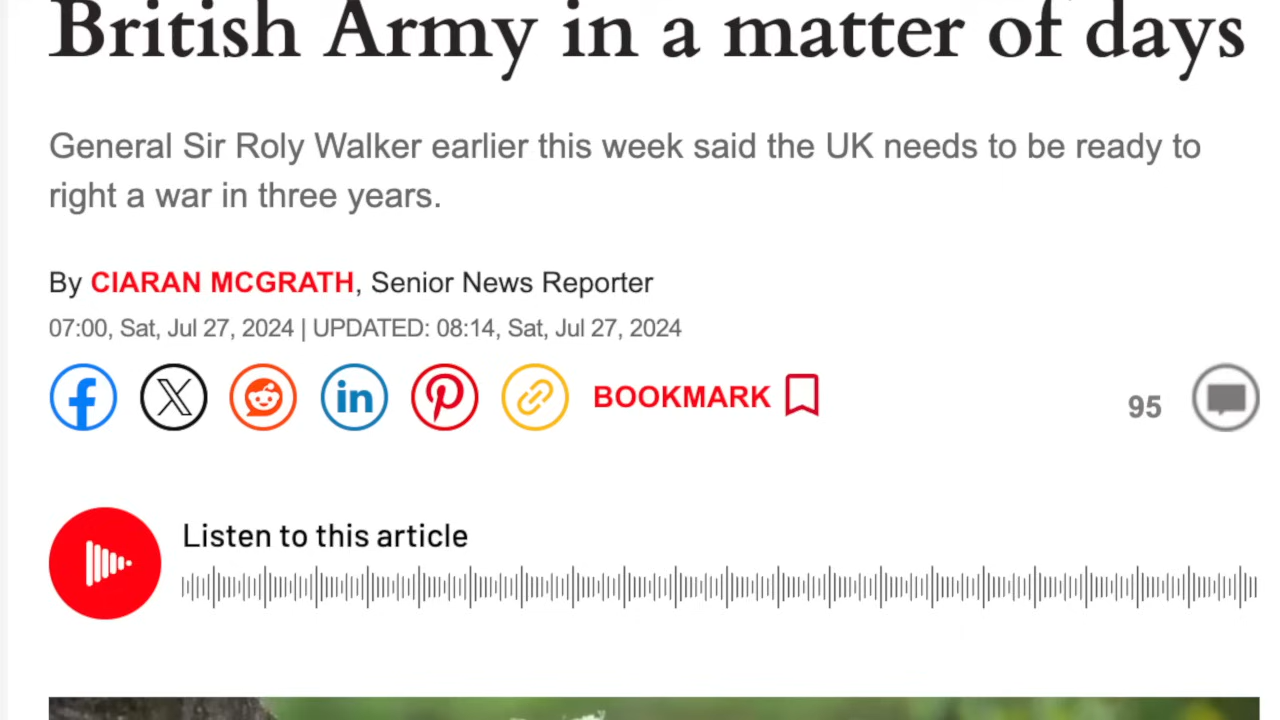 British Army in a matter of days
General Sir Roly Walker earlier this week said the UK needs to be ready to
right a war in three years.
By CIARAN MCGRATH, Senior News Reporter
07:00, Sat, Jul 27, 2024 | UPDATED: 08:14, Sat, Jul 27, 2024
BOOKMARK
95
Listen to this article